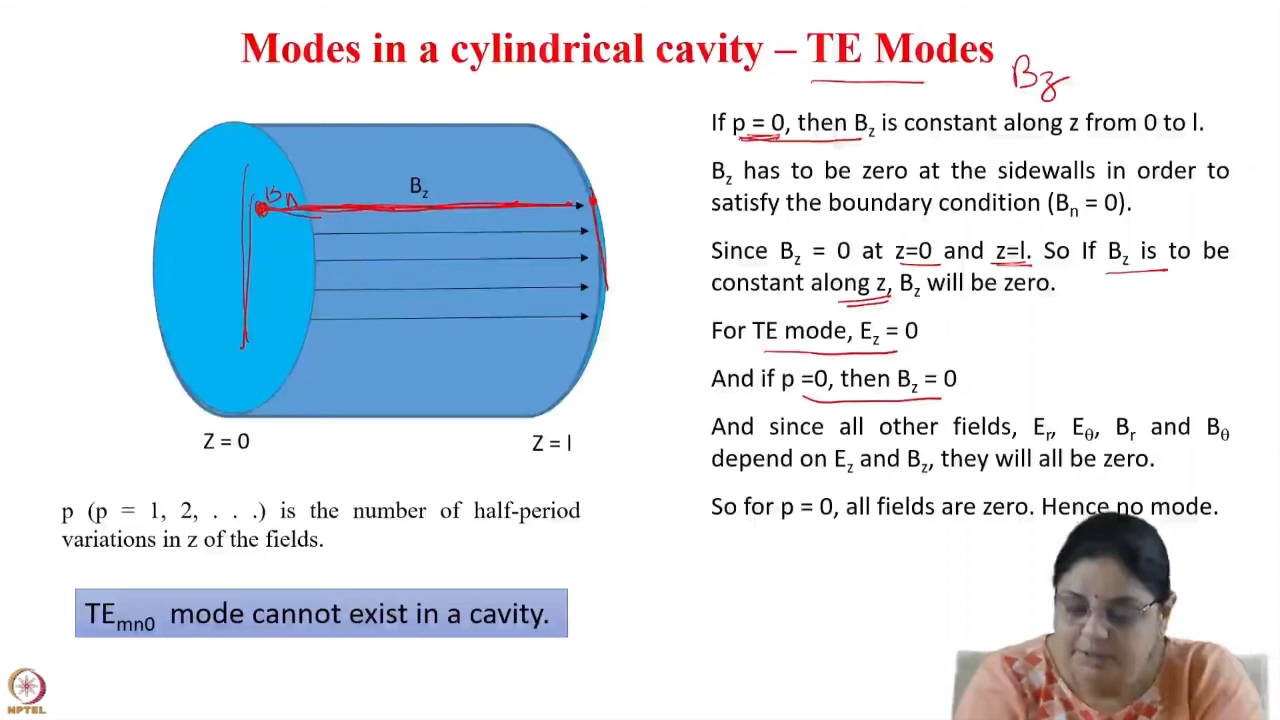 Modes in a cylindrical cavity – TE Modes
Bz
If p = 0, then Bz is constant along z from 0 to l.
Bz has to be zero at the sidewalls in order to
satisfy the boundary condition (Bn = 0).
Since Bz = 0 at z=0 and z=l. So If Bz is to be
constant along z, Bz will be zero.
For TE mode, Ez = 0
And if p =0, then Bz = 0
And since all other fields, Er, Eθ, Br and Bθ
depend on Ez and Bz, they will all be zero.
So for p = 0, all fields are zero. Hence no mode.
Bn
Bz
Z = 0
Z = l
p (p = 1, 2, . . .) is the number of half-period
variations in z of the fields.
TEmn0 mode cannot exist in a cavity.
NPTEL